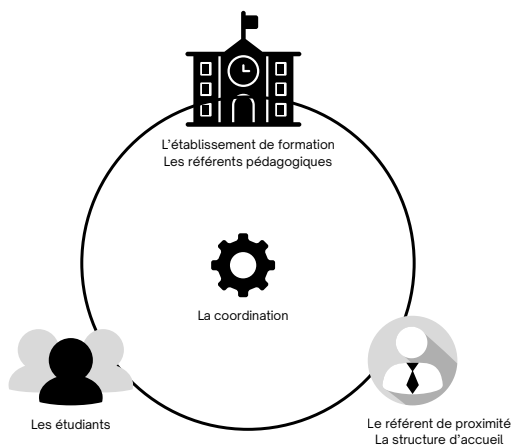 L'établissement de formation
Les référents pédagogiques
La coordination
Les étudiants
Le référent de proximité
La structure d'accueil